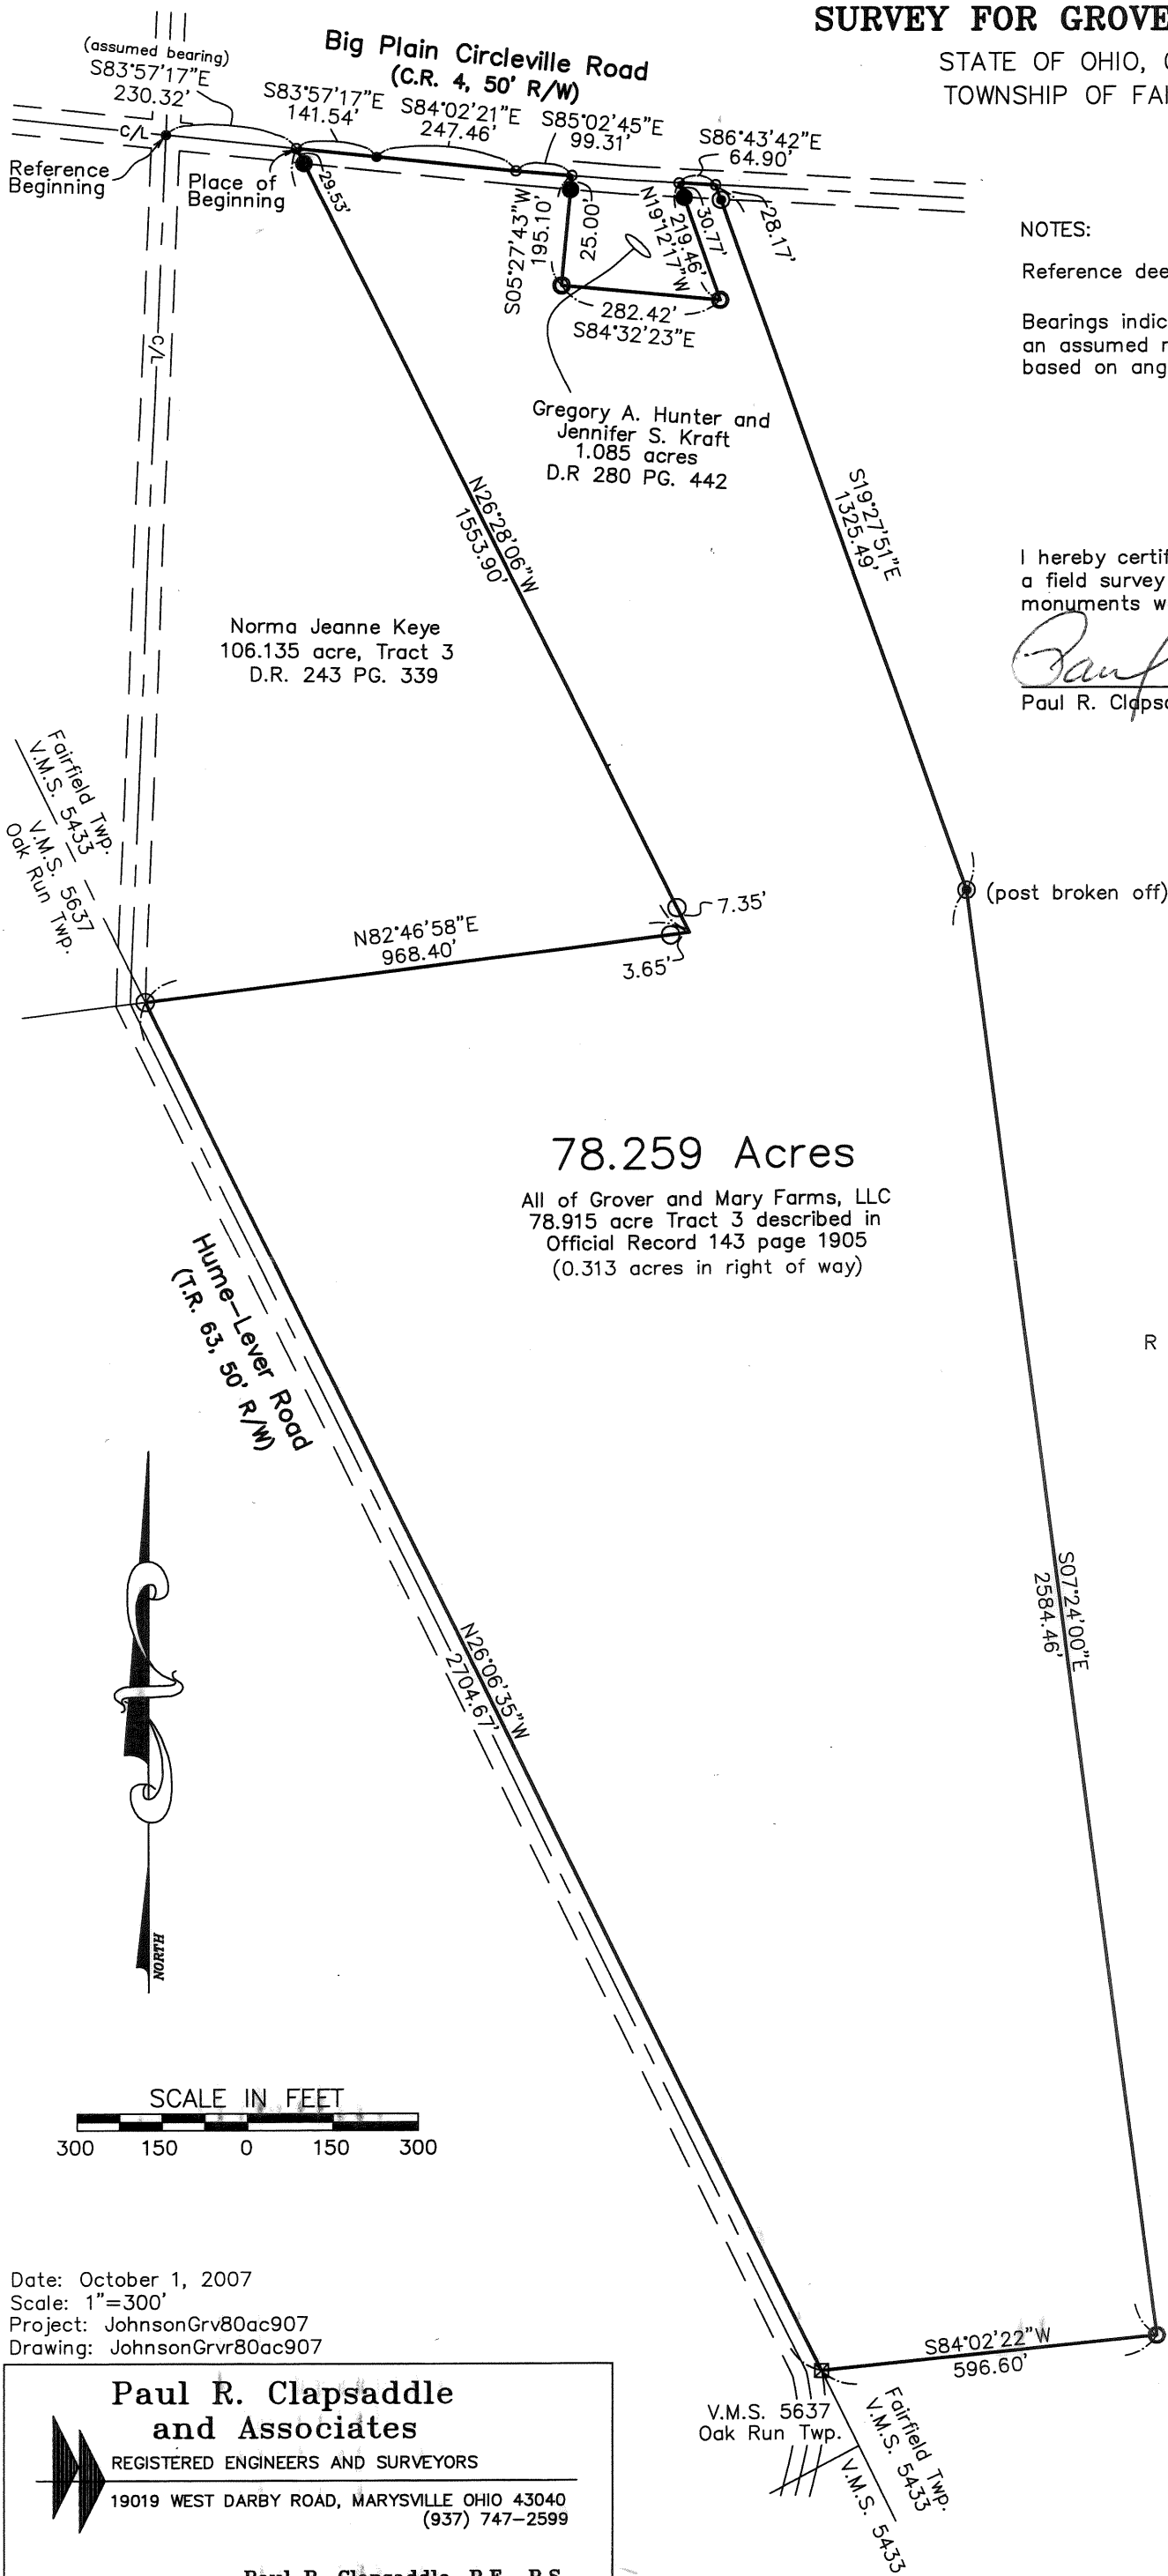 SURVEY FOR GROVE
STATE OF OHIO, C
TOWNSHIP OF FAI
Big Plain Circleville Road
(C.R. 4, 50' R/W)
(assumed bearing)
S83°57'17"E
230.32'
S83°57'17"E
141.54'
S84°02'21"E
247.46'
S85°02'45"E
99.31'
S86°43'42"E
64.90'
C/L
Reference
Beginning
Place of
Beginning
29.53'
S05°27'43"W
195.10'
25.00'
N19°12'17"W
219.46'
30.77'
28.17'
282.42'
S84°32'23"E
C/L
NOTES:
Reference dee
Bearings indic
an assumed r
based on ang
Gregory A. Hunter and
Jennifer S. Kraft
1.085 acres
D.R 280 PG. 442
N26°28'06"W
1553.90'
S19°27'51"E
1325.49'
I hereby certif
a field survey
monuments w
Paul
Paul R. Clapsa
Norma Jeanne Keye
106.135 acre, Tract 3
D.R. 243 PG. 339
Fairfield Twp.
V.M.S. 5433
V.M.S. 5637
Oak Run Twp.
(post broken off)
7.35'
N82°46'58"E
968.40'
3.65'
78.259 Acres
All of Grover and Mary Farms, LLC
78.915 acre Tract 3 described in
Official Record 143 page 1905
(0.313 acres in right of way)
Hume-Lever Road
(T.R. 63, 50' R/W)
R
S07°24'00"E
2584.46'
N26°06'35"W
2704.67'
NORTH
SCALE IN FEET
300 150 0 150 300
Date: October 1, 2007
Scale: 1"=300'
Project: JohnsonGrv80ac907
Drawing: JohnsonGrvr80ac907
S84°02'22"W
596.60'
V.M.S. 5637
Oak Run Twp.
Fairfield Twp.
V.M.S. 5433
V.M.S. 5433
Paul R. Clapsaddle
and Associates
REGISTERED ENGINEERS AND SURVEYORS
19019 WEST DARBY ROAD, MARYSVILLE OHIO 43040
(937) 747-2599
Paul R. Clapsaddle, P.E., P.S.